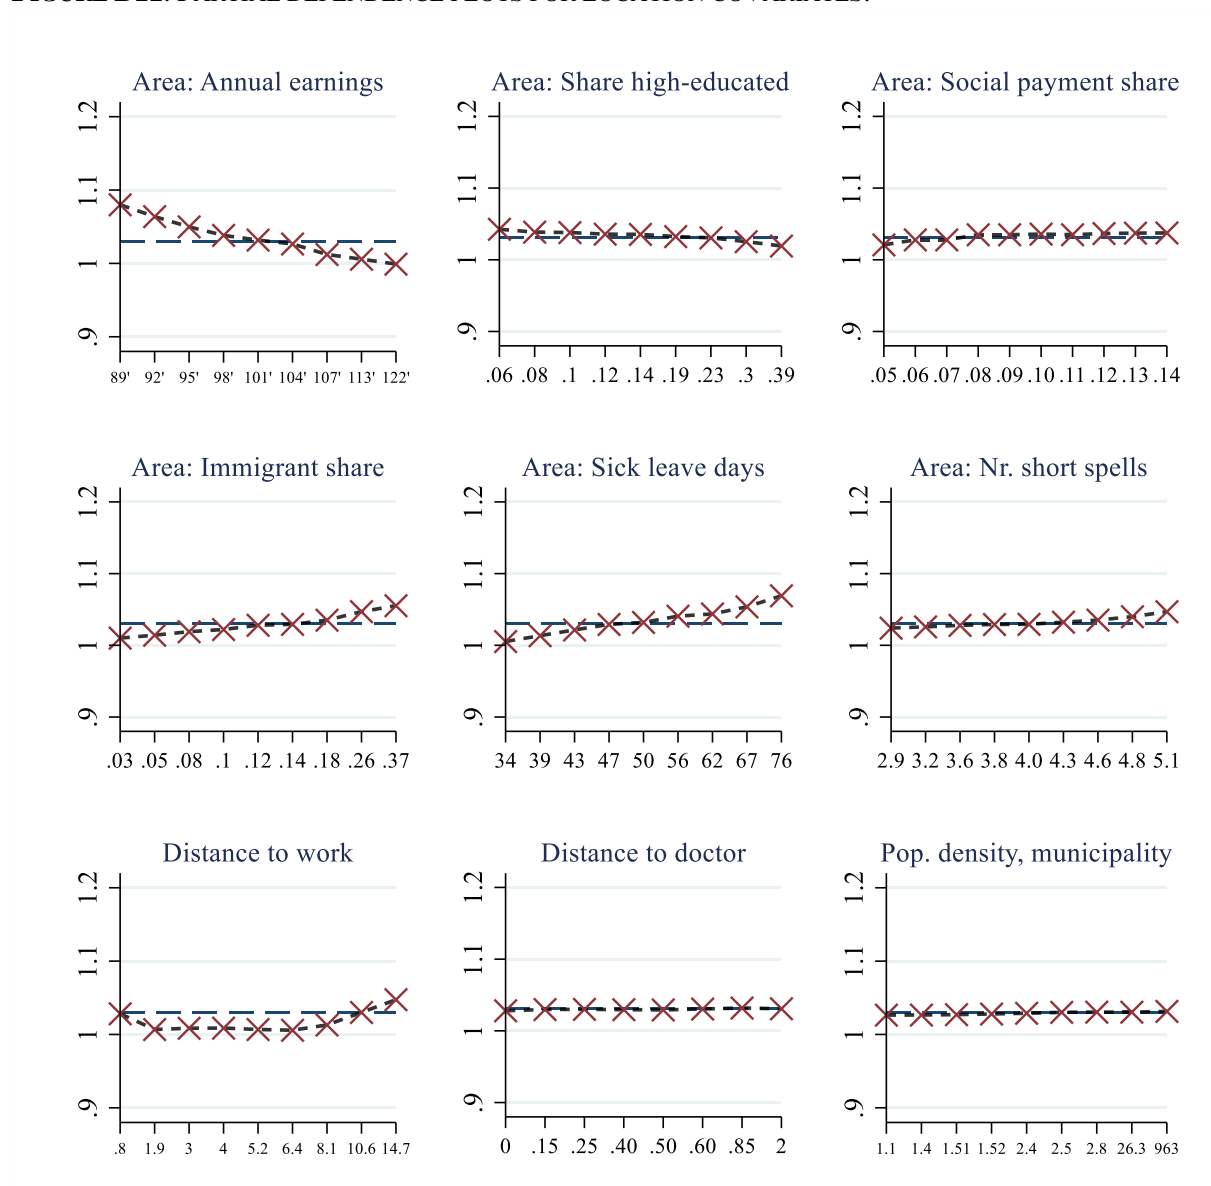 Area: Annual earnings
1.2
1.1
1
.9
89' 92' 95' 98' 101' 104' 107' 113' 122'
Area: Share high-educated
1.2
1.1
1
.9
.06 .08 .1 .12 .14 .19 .23 .3 .39
Area: Social payment share
1.2
1.1
1
.9
.05 .06 .07 .08 .09 .10 .11 .12 .13 .14
Area: Immigrant share
1.2
1.1
1
.9
.03 .05 .08 .1 .12 .14 .18 .26 .37
Area: Sick leave days
1.2
1.1
1
.9
34 39 43 47 50 56 62 67 76
Area: Nr. short spells
1.2
1.1
1
.9
2.9 3.2 3.6 3.8 4.0 4.3 4.6 4.8 5.1
Distance to work
1.2
1.1
1
.9
.8 1.9 3 4 5.2 6.4 8.1 10.6 14.7
Distance to doctor
1.2
1.1
1
.9
0 .15 .25 .40 .50 .60 .85 2
Pop. density, municipality
1.2
1.1
1
.9
1.1 1.4 1.51 1.52 2.4 2.5 2.8 26.3 963